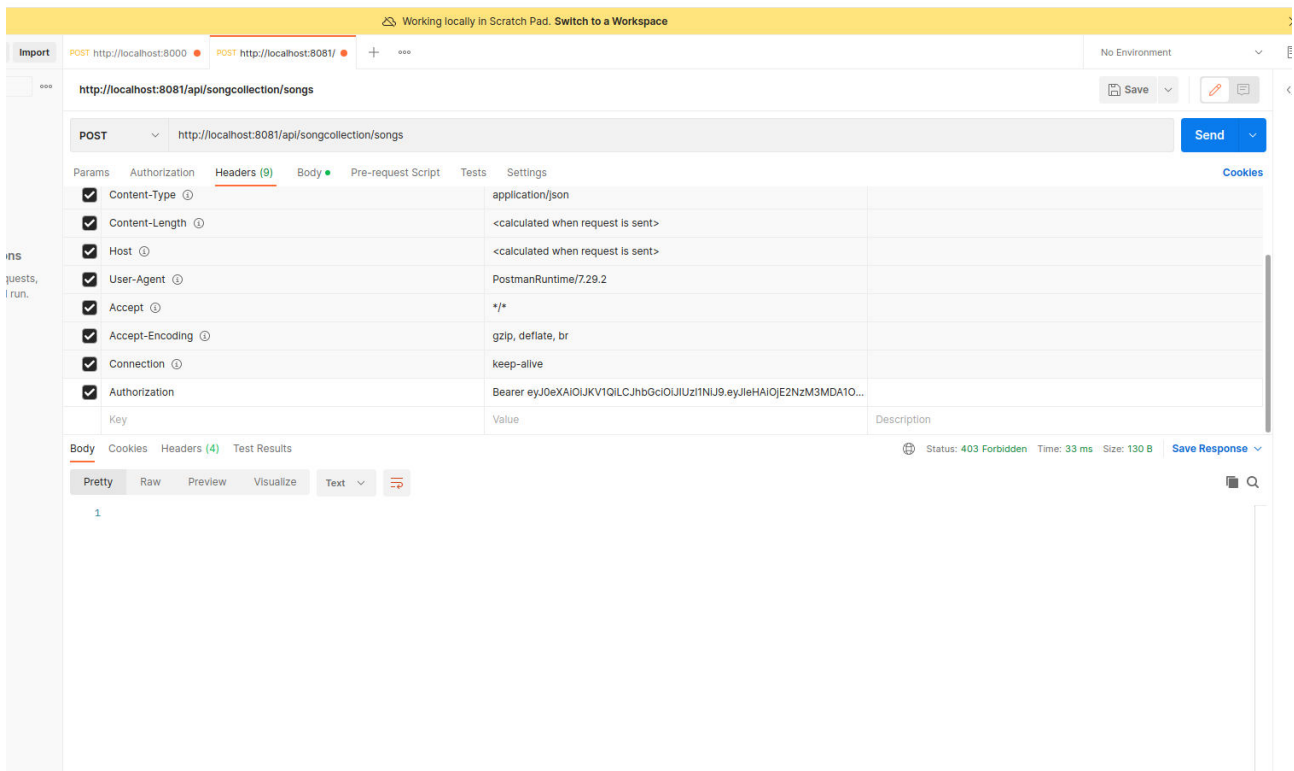 Working locally in Scratch Pad. Switch to a Workspace
Import
POST http://localhost:8000
POST http://localhost:8081/
No Environment
http://localhost:8081/api/songcollection/songs
Save
POST
http://localhost:8081/api/songcollection/songs
Send
Params Authorization Headers (9) Body Pre-request Script Tests Settings Cookies
Content-Type application/json
Content-Length <calculated when request is sent>
Host <calculated when request is sent>
User-Agent PostmanRuntime/7.29.2
Accept */*
Accept-Encoding gzip, deflate, br
Connection keep-alive
Authorization Bearer eyJ0eXAiOiJKV1QiLCJhbGciOiJIUzI1NiJ9.eyJleHAiOjE2NzM3MDA1O...
Key Value Description
ons
quests,
run.
Body Cookies Headers (4) Test Results Status: 403 Forbidden Time: 33 ms Size: 130 B Save Response
Pretty Raw Preview Visualize Text
1